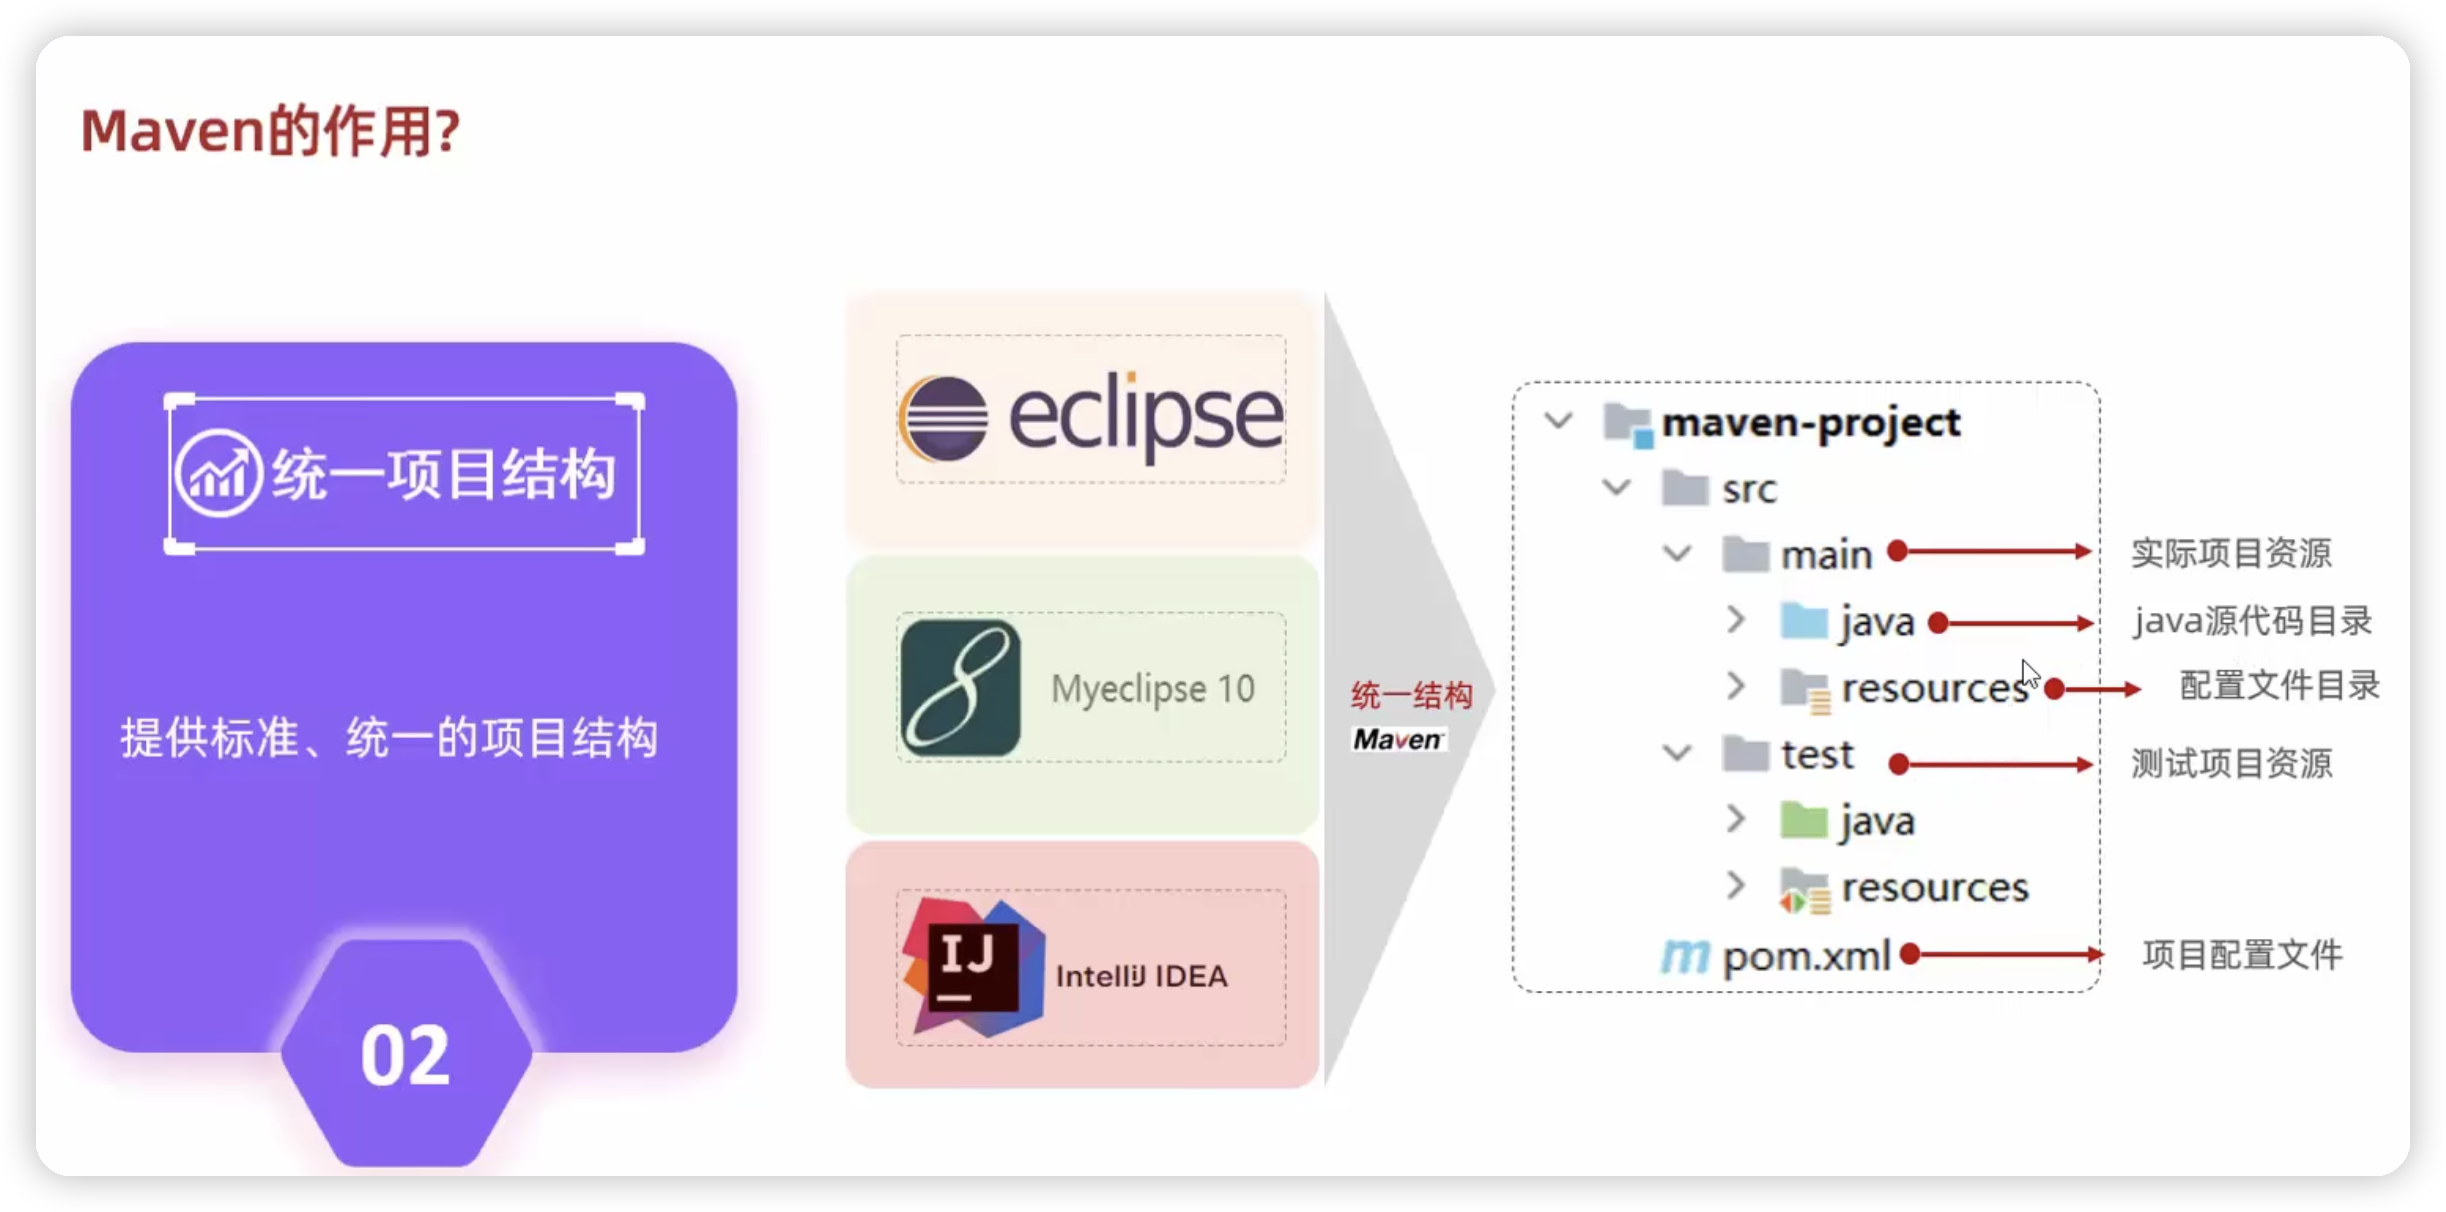 Maven的作用?
统一项目结构
提供标准、统一的项目结构
02
eclipse
Myeclipse 10
IJ
IntelliJ IDEA
统一结构
Maven
maven-project
src
main
实际项目资源
java
java源代码目录
resources
配置文件目录
test
测试项目资源
java
resources
m pom.xml
项目配置文件